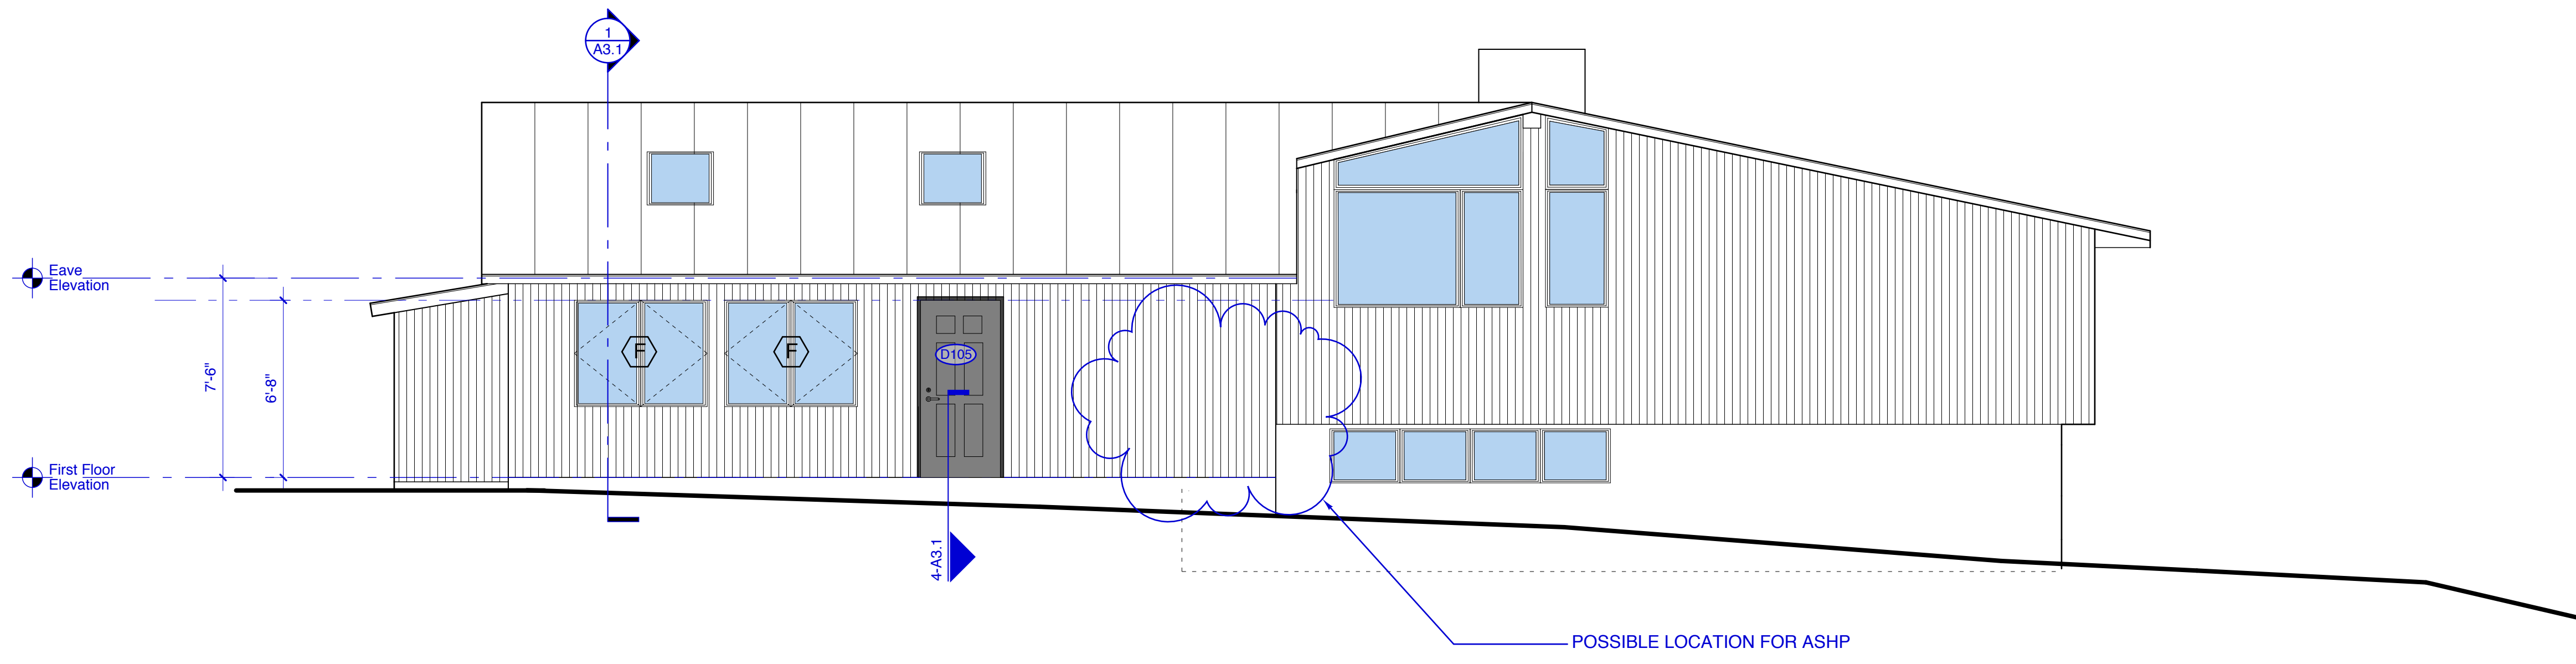 1
A3.1
Eave
Elevation
7'-6"
6'-8"
F
F
D105
First Floor
Elevation
4-A3.1
POSSIBLE LOCATION FOR ASHP